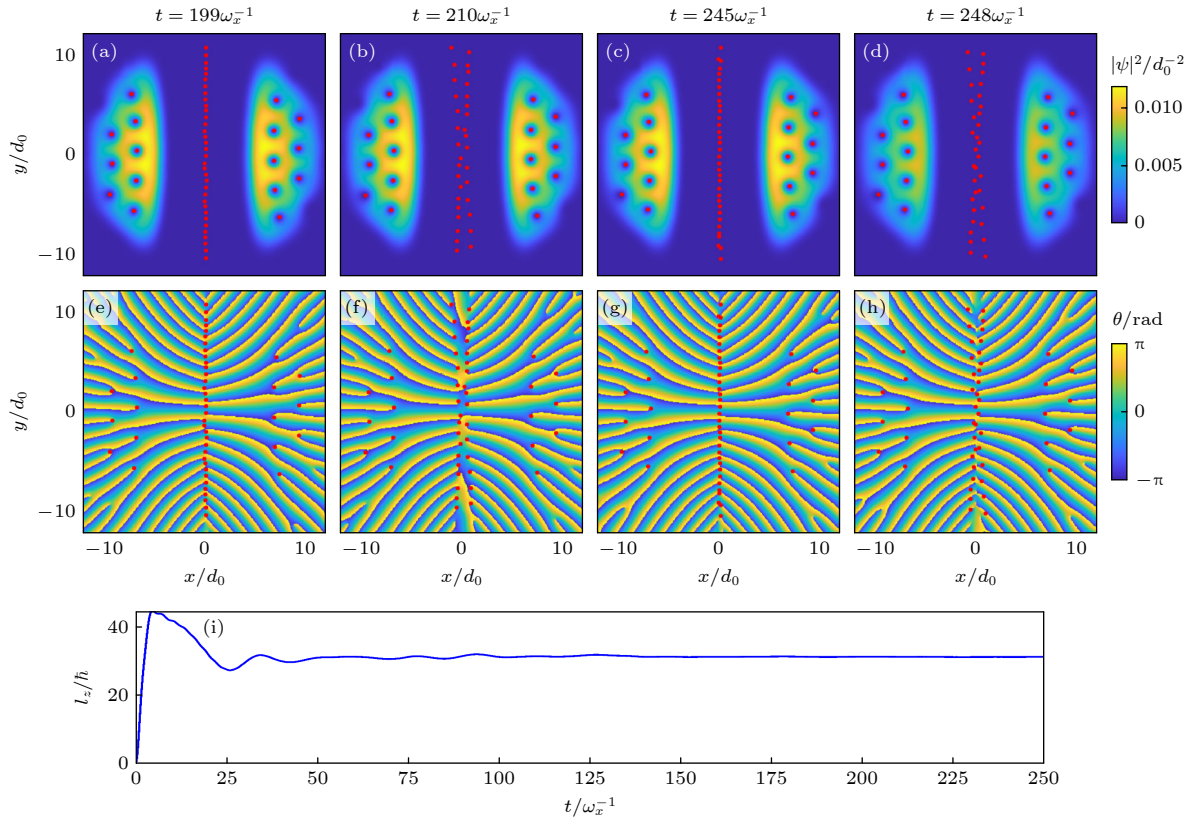 t = 199ω_x^{-1} t = 210ω_x^{-1} t = 245ω_x^{-1} t = 248ω_x^{-1}
10 (a) (b) (c) (d) |ψ|²/d_0^{-2}
0.010
y/d_0 0 0.005
−10 0
10 (e) (f) (g) (h) θ/rad
π
y/d_0 0 0
−10 −π
−10 0 10 −10 0 10 −10 0 10 −10 0 10
x/d_0 x/d_0 x/d_0 x/d_0
40 (i)
l_z/ħ 20
0
0 25 50 75 100 125 150 175 200 225 250
t/ω_x^{-1}